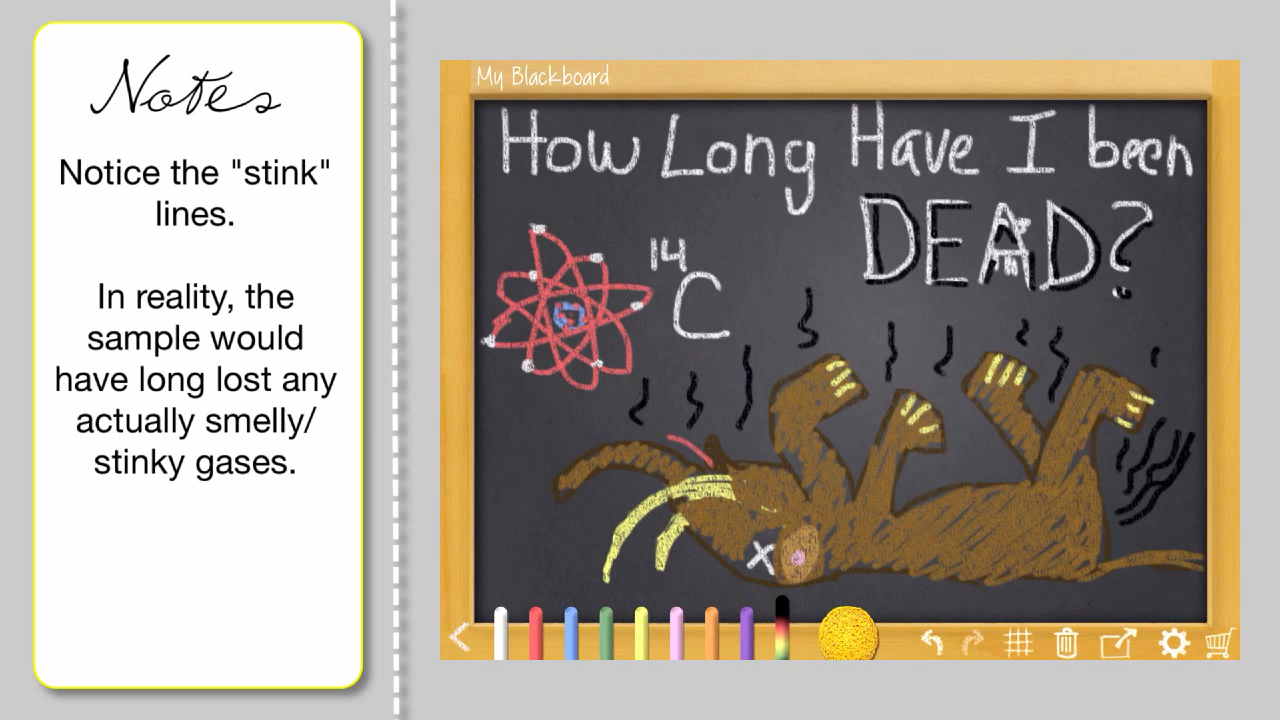 Notes
Notice the "stink"
lines.
In reality, the
sample would
have long lost any
actually smelly/
stinky gases.
My Blackboard
How Long Have I been
DEAD?
14
C